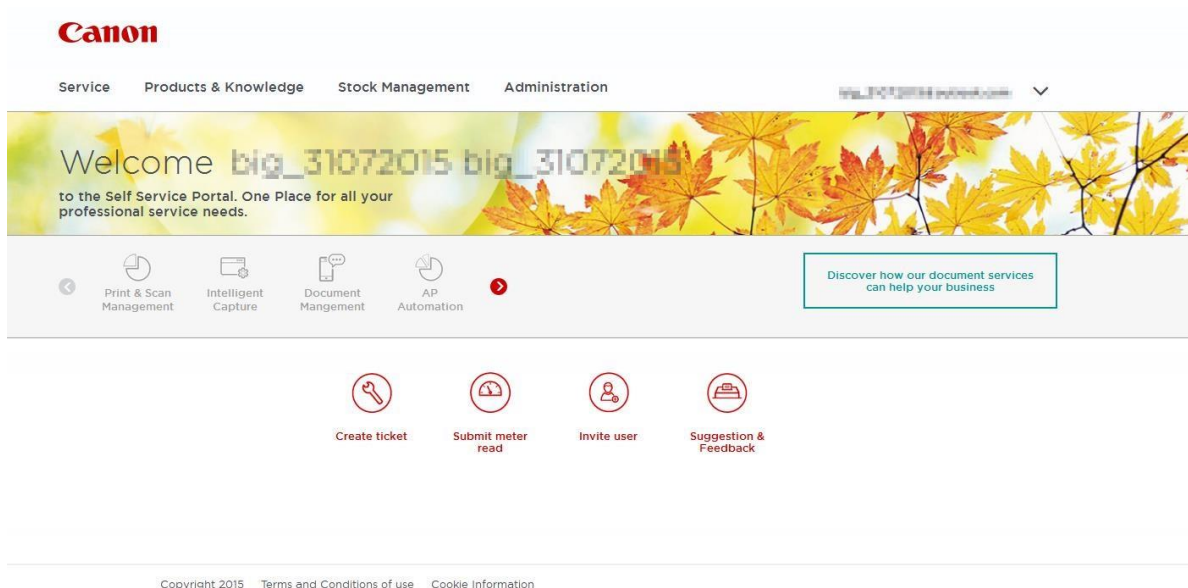 Canon
Service Products & Knowledge Stock Management Administration
Welcome big_31072015 big_31072015
to the Self Service Portal. One Place for all your
professional service needs.
Print & Scan
Management
Intelligent
Capture
Document
Mangement
AP
Automation
Discover how our document services
can help your business
Create ticket
Submit meter
read
Invite user
Suggestion &
Feedback
Copyright 2015 Terms and Conditions of use Cookie Information